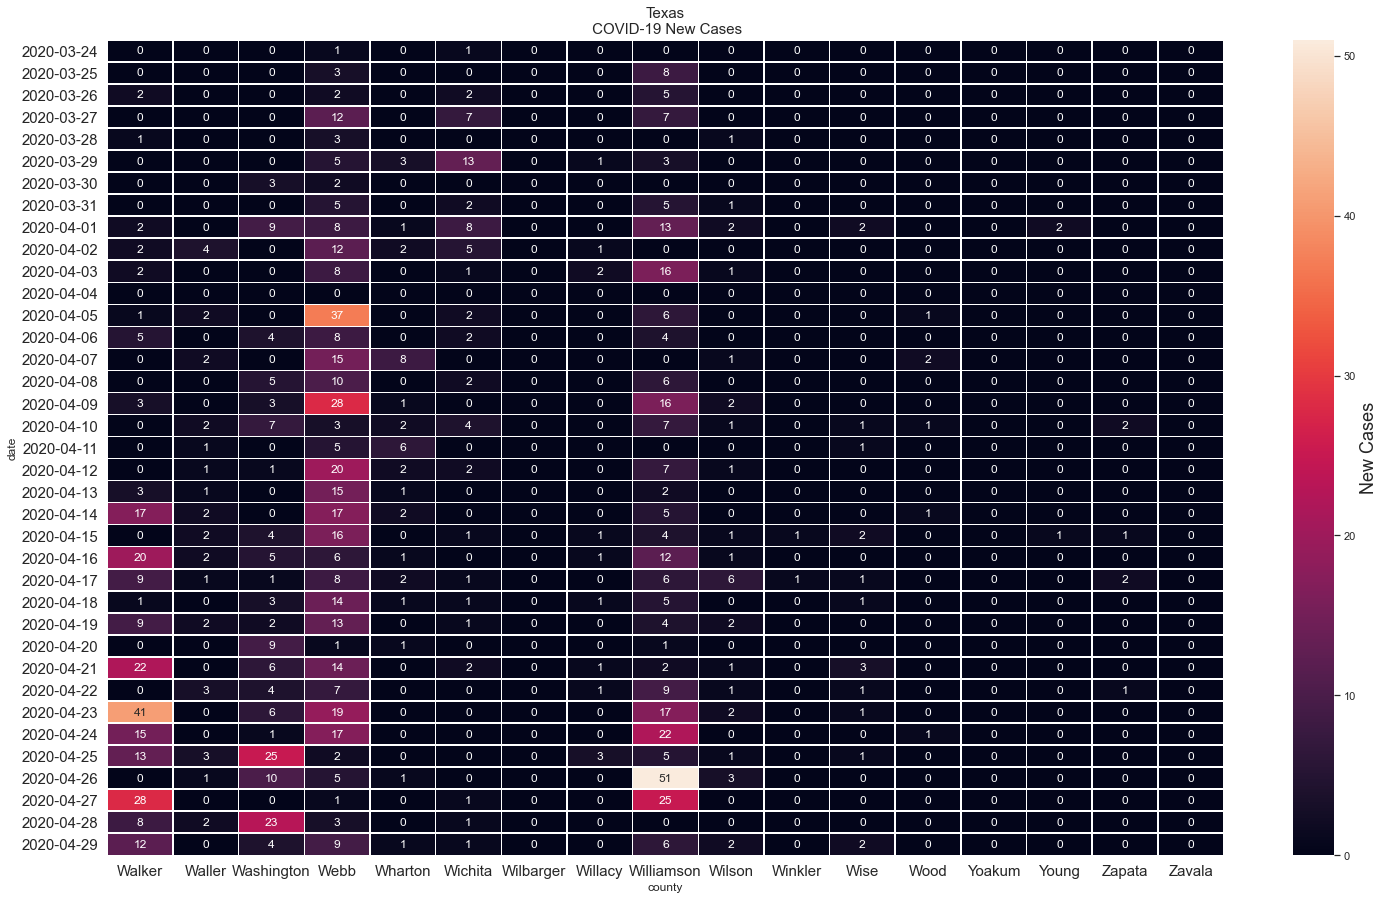 Texas
COVID-19 New Cases
2020-03-24 0 0 0 1 0 1 0 0 0 0 0 0 0 0 0 0 0
2020-03-25 0 0 0 3 0 0 0 0 8 0 0 0 0 0 0 0 0
2020-03-26 2 0 0 2 0 2 0 0 5 0 0 0 0 0 0 0 0
2020-03-27 0 0 0 12 0 7 0 0 7 0 0 0 0 0 0 0 0
2020-03-28 1 0 0 3 0 0 0 0 0 1 0 0 0 0 0 0 0
2020-03-29 0 0 0 5 3 13 0 1 3 0 0 0 0 0 0 0 0
2020-03-30 0 0 3 2 0 0 0 0 0 0 0 0 0 0 0 0 0
2020-03-31 0 0 0 5 0 2 0 0 5 1 0 0 0 0 0 0 0
2020-04-01 2 0 9 8 1 8 0 0 13 2 0 2 0 0 2 0 0
2020-04-02 2 4 0 12 2 5 0 1 0 0 0 0 0 0 0 0 0
2020-04-03 2 0 0 8 0 1 0 2 16 1 0 0 0 0 0 0 0
2020-04-04 0 0 0 0 0 0 0 0 0 0 0 0 0 0 0 0 0
2020-04-05 1 2 0 37 0 2 0 0 6 0 0 0 1 0 0 0 0
2020-04-06 5 0 4 8 0 2 0 0 4 0 0 0 0 0 0 0 0
2020-04-07 0 2 0 15 8 0 0 0 0 1 0 0 2 0 0 0 0
2020-04-08 0 0 5 10 0 2 0 0 6 0 0 0 0 0 0 0 0
2020-04-09 3 0 3 28 1 0 0 0 16 2 0 0 0 0 0 0 0
2020-04-10 0 2 7 3 2 4 0 0 7 1 0 1 1 0 0 2 0
2020-04-11 0 1 0 5 6 0 0 0 0 0 0 1 0 0 0 0 0
2020-04-12 0 1 1 20 2 2 0 0 7 1 0 0 0 0 0 0 0
2020-04-13 3 1 0 15 1 0 0 0 2 0 0 0 0 0 0 0 0
2020-04-14 17 2 0 17 2 0 0 0 5 0 0 0 1 0 0 0 0
2020-04-15 0 2 4 16 0 1 0 1 4 1 1 2 0 0 1 1 0
2020-04-16 20 2 5 6 1 0 0 1 12 1 0 0 0 0 0 0 0
2020-04-17 9 1 1 8 2 1 0 0 6 6 1 1 0 0 0 2 0
2020-04-18 1 0 3 14 1 1 0 1 5 0 0 1 0 0 0 0 0
2020-04-19 9 2 2 13 0 1 0 0 4 2 0 0 0 0 0 0 0
2020-04-20 0 0 9 1 1 0 0 0 1 0 0 0 0 0 0 0 0
2020-04-21 22 0 6 14 0 2 0 1 2 1 0 3 0 0 0 0 0
2020-04-22 0 3 4 7 0 0 0 1 9 1 0 1 0 0 0 1 0
2020-04-23 41 0 6 19 0 0 0 0 17 2 0 1 0 0 0 0 0
2020-04-24 15 0 1 17 0 0 0 0 22 0 0 0 1 0 0 0 0
2020-04-25 13 3 25 2 0 0 0 3 5 1 0 1 0 0 0 0 0
2020-04-26 0 1 10 5 1 0 0 0 51 3 0 0 0 0 0 0 0
2020-04-27 28 0 0 1 0 1 0 0 25 0 0 0 0 0 0 0 0
2020-04-28 8 2 23 3 0 1 0 0 0 0 0 0 0 0 0 0 0
2020-04-29 12 0 4 9 1 1 0 0 6 2 0 2 0 0 0 0 0
Walker Waller Washington Webb Wharton Wichita Wilbarger Willacy Williamson Wilson Winkler Wise Wood Yoakum Young Zapata Zavala
county
date
50
40
30
20
10
0
New Cases